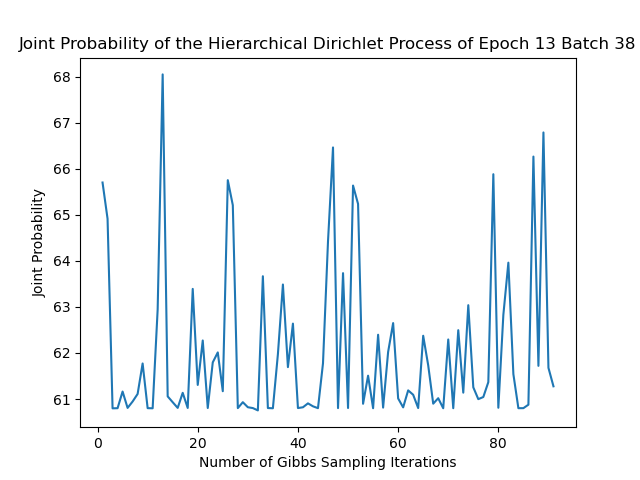 Joint Probability of the Hierarchical Dirichlet Process of Epoch 13 Batch 38
68
67
66
65
64
63
62
61
Joint Probability
0 20 40 60 80
Number of Gibbs Sampling Iterations